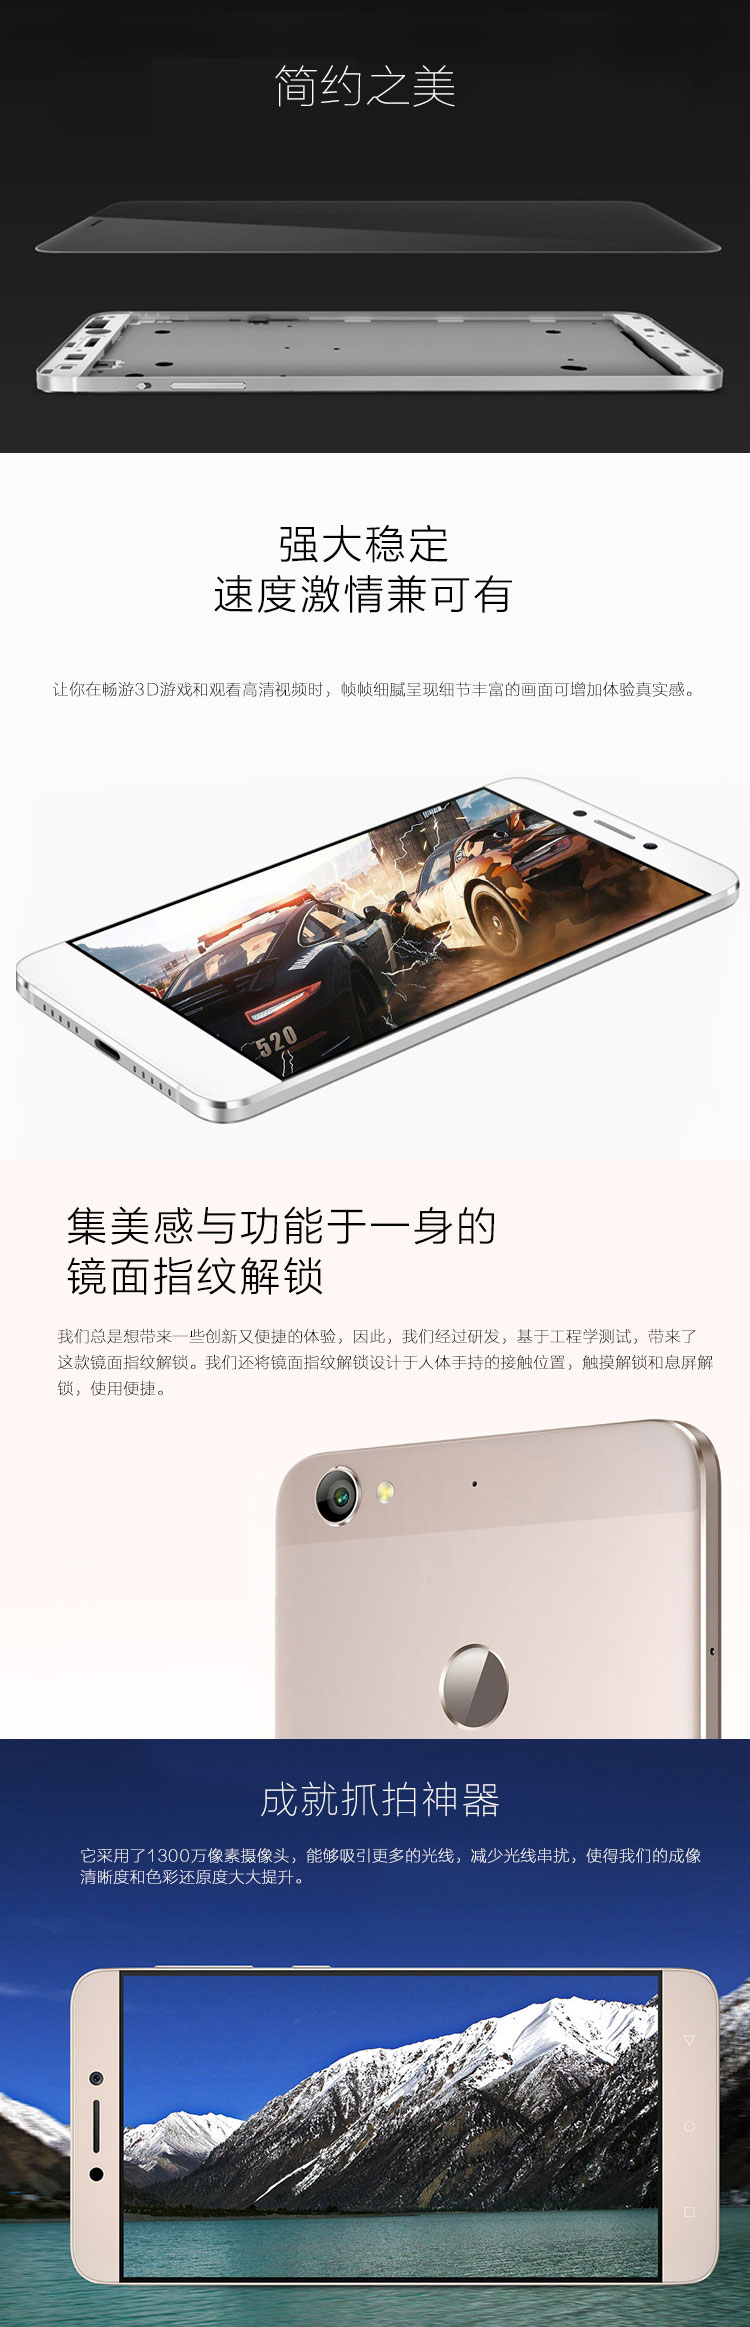 简约之美
强大稳定
速度激情兼可有
让你在畅游3D游戏和观看高清视频时，帧帧细腻呈现细节丰富的画面可增加体验真实感。
520
集美感与功能于一身的
镜面指纹解锁
我们总是想带来一些创新又便捷的体验，因此，我们经过研发，基于工程学测试，带来了
这款镜面指纹解锁。我们还将镜面指纹解锁设计于人体手持的接触位置，触摸解锁和息屏解
锁，使用便捷。
成就抓拍神器
它采用了1300万像素摄像头，能够吸引更多的光线，减少光线串扰，使得我们的成像
清晰度和色彩还原度大大提升。